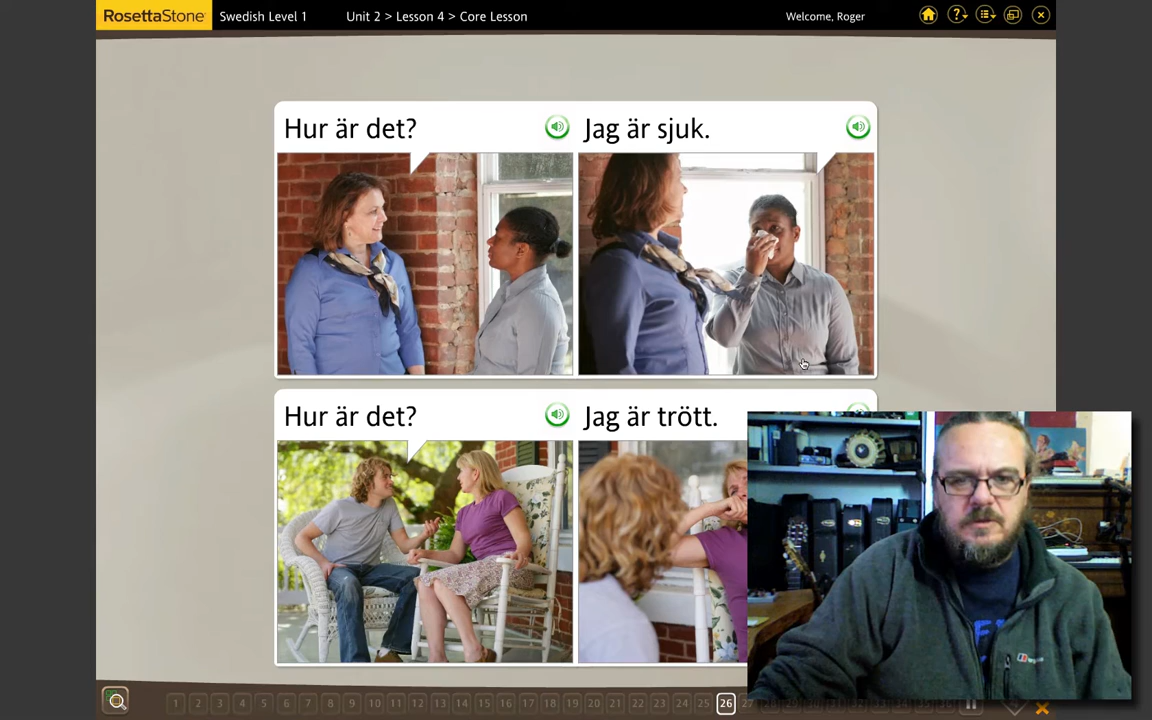 RosettaStone Swedish Level 1 Unit 2 > Lesson 4 > Core Lesson Welcome, Roger
Hur är det? Jag är sjuk.
Hur är det? Jag är trött.
1 2 3 4 5 6 7 8 9 10 11 12 13 14 15 16 17 18 19 20 21 22 23 24 25 26